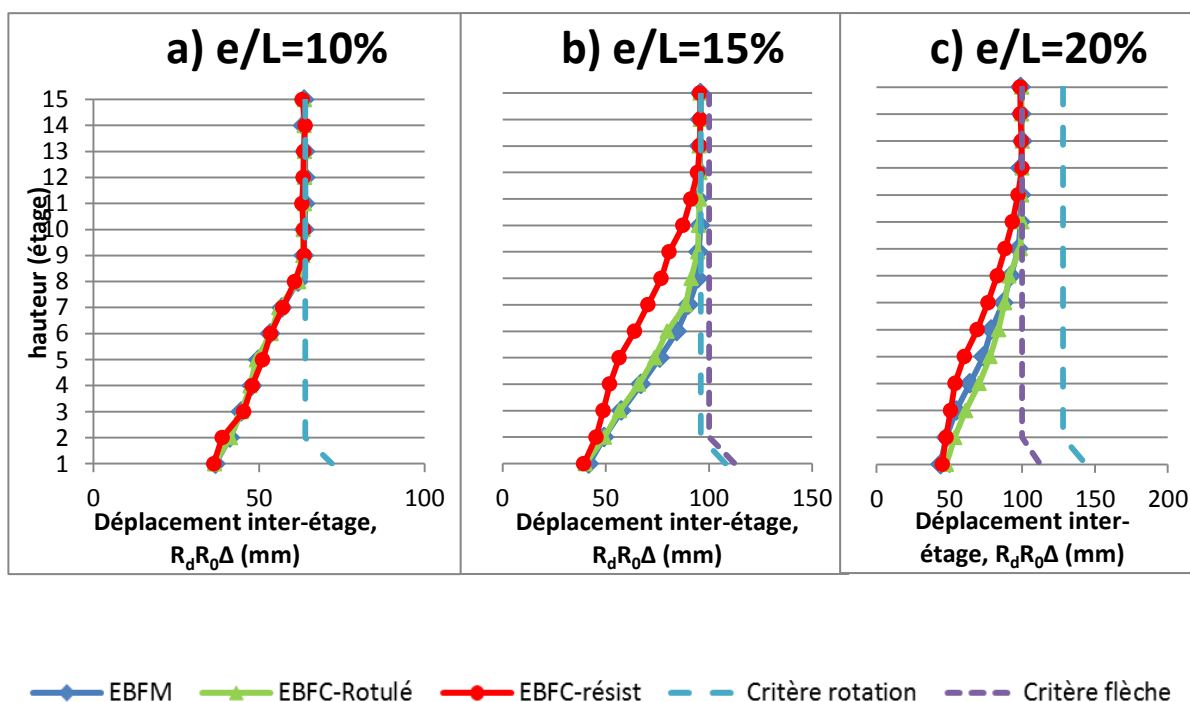 a) e/L=10%
b) e/L=15%
c) e/L=20%
hauteur (étage)
15
14
13
12
11
10
9
8
7
6
5
4
3
2
1
0 50 100
0 50 100 150
0 50 100 150 200
Déplacement inter-étage,
RdR0Δ (mm)
Déplacement inter-étage,
RdR0Δ (mm)
Déplacement inter-
étage, RdR0Δ (mm)
EBFM EBFC-Rotulé EBFC-résist Critère rotation Critère flèche